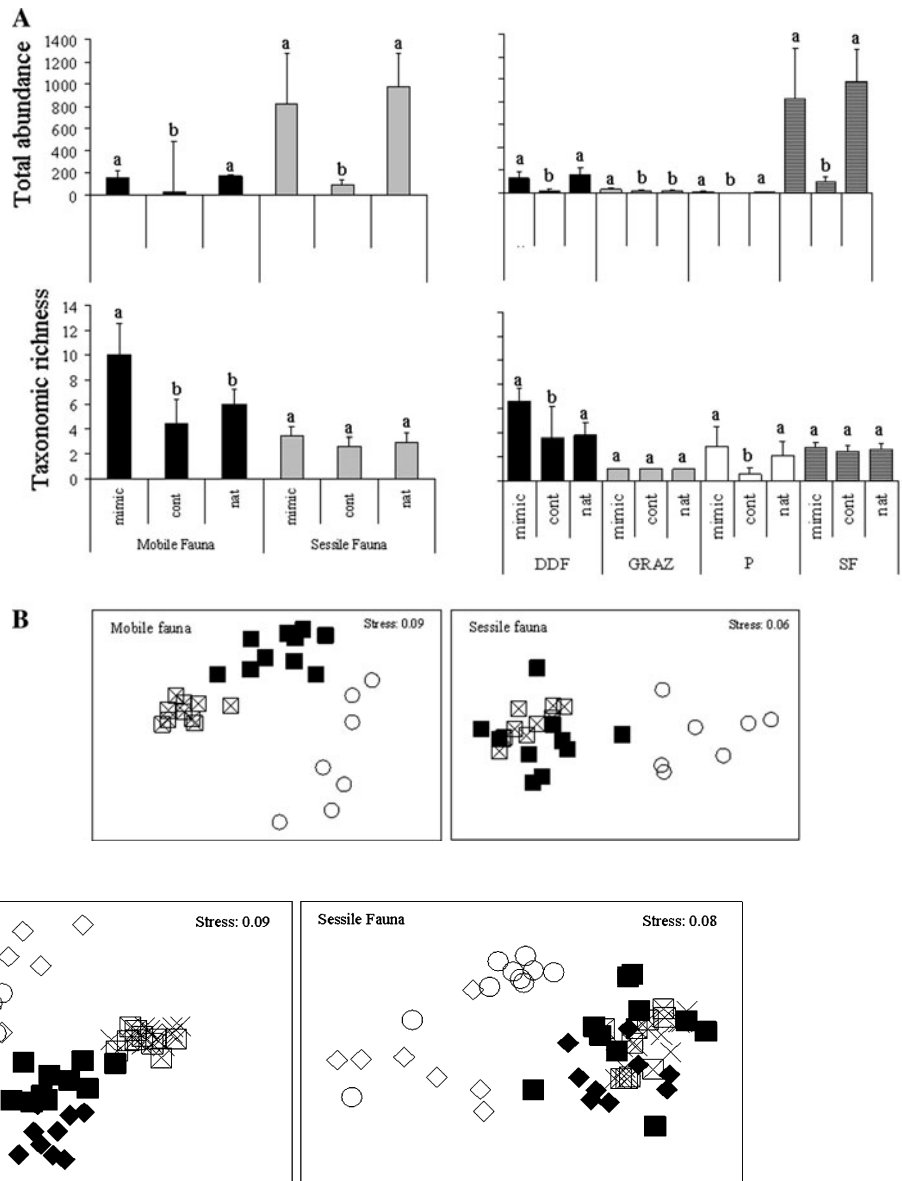 A
Total abundance
1400
1200
1000
800
600
400
200
0
a
b
a
a
b
a
a
b
a
a
b
b
a
b
a
a
b
a
Taxonomic richness
14
12
10
8
6
4
2
0
a
b
b
a
a
a
mimic
cont
nat
mimic
cont
nat
Mobile Fauna
Sessile Fauna
a
b
a
a
a
a
a
b
a
a
a
a
mimic
cont
nat
mimic
cont
nat
mimic
cont
nat
mimic
cont
nat
DDF
GRAZ
P
SF
B
Mobile fauna
Stress: 0.09
Sessile fauna
Stress: 0.06
Stress: 0.09
Sessile Fauna
Stress: 0.08